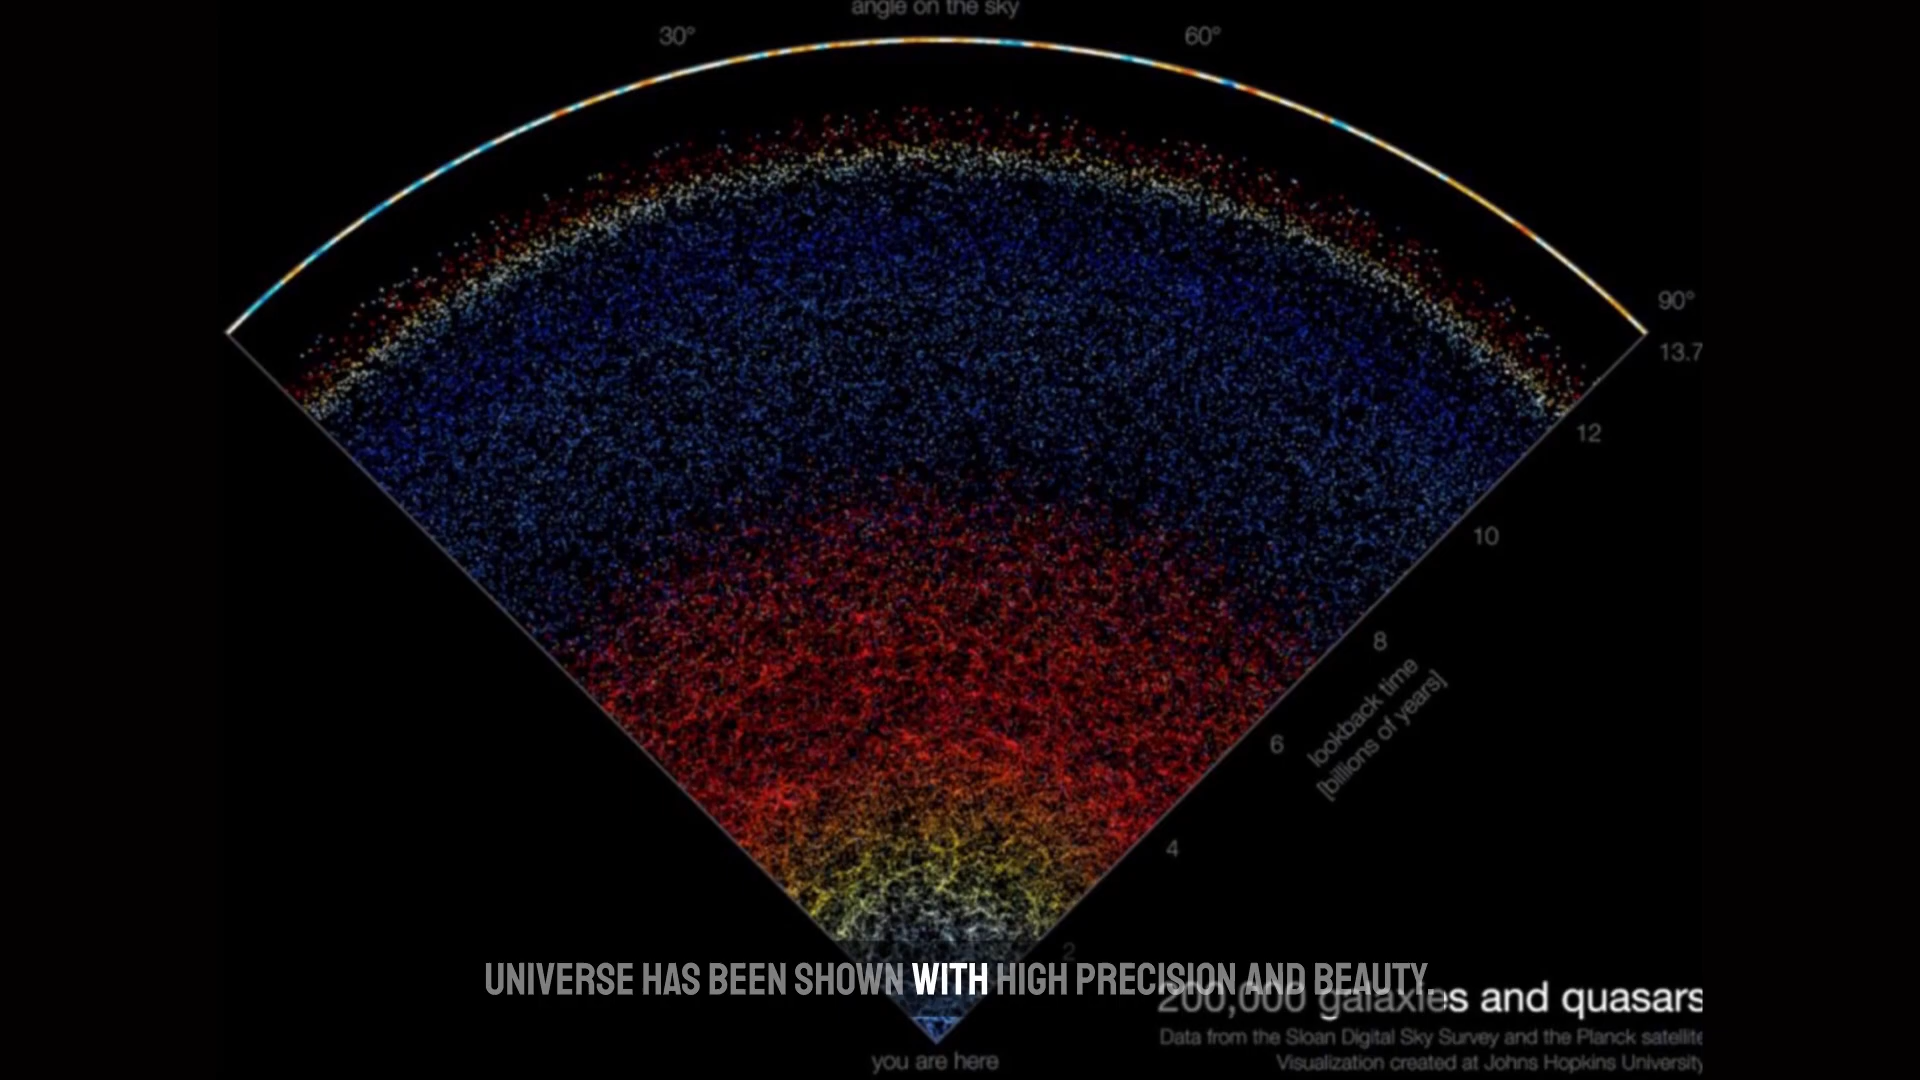 angle on the sky
30° 60°
90°
13.7
12
10
8
lookback time
[billions of years]
6
4
2
UNIVERSE HAS BEEN SHOWN WITH HIGH PRECISION AND BEAUTY.
200,000 galaxies and quasars
Data from the Sloan Digital Sky Survey and the Planck satellite
Visualization created at Johns Hopkins University
you are here